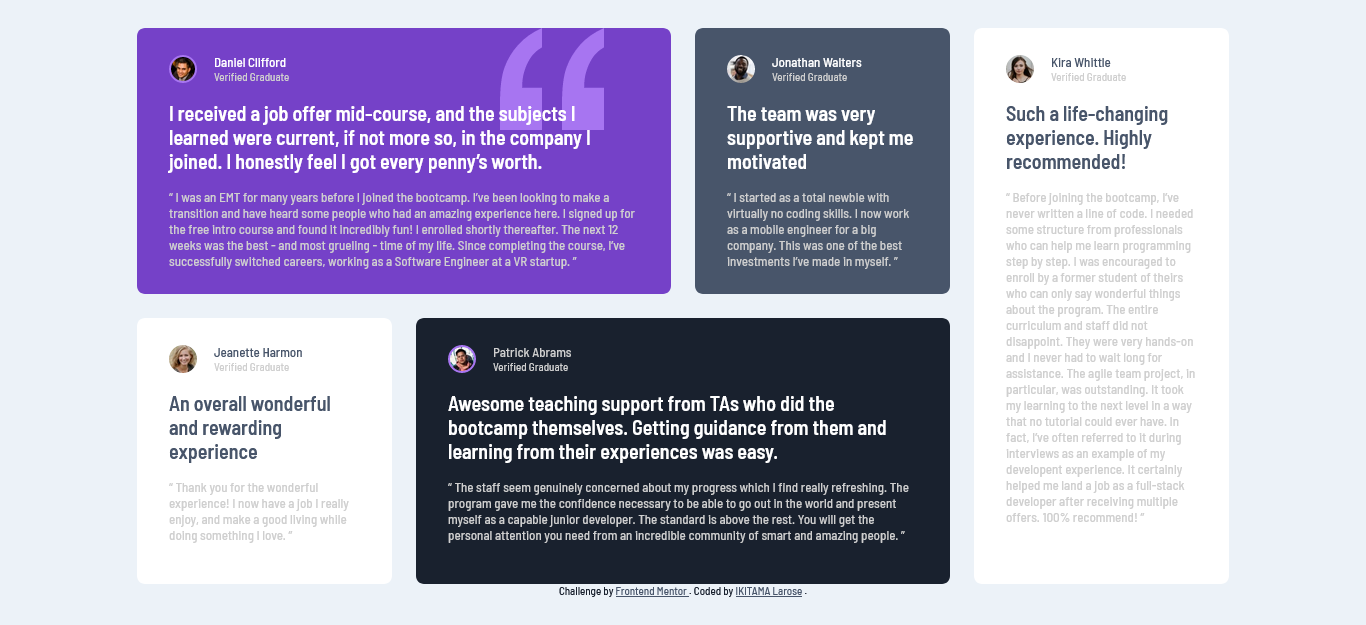 Daniel Clifford
Verified Graduate
I received a job offer mid-course, and the subjects I
learned were current, if not more so, in the company I
joined. I honestly feel I got every penny’s worth.
“ I was an EMT for many years before I joined the bootcamp. I’ve been looking to make a
transition and have heard some people who had an amazing experience here. I signed up for
the free intro course and found it incredibly fun! I enrolled shortly thereafter. The next 12
weeks was the best - and most grueling - time of my life. Since completing the course, I’ve
successfully switched careers, working as a Software Engineer at a VR startup. ”
Jonathan Walters
Verified Graduate
The team was very
supportive and kept me
motivated
“ I started as a total newbie with
virtually no coding skills. I now work
as a mobile engineer for a big
company. This was one of the best
investments I’ve made in myself. ”
Kira Whittle
Verified Graduate
Such a life-changing
experience. Highly
recommended!
“ Before joining the bootcamp, I’ve
never written a line of code. I needed
some structure from professionals
who can help me learn programming
step by step. I was encouraged to
enroll by a former student of theirs
who can only say wonderful things
about the program. The entire
curriculum and staff did not
disappoint. They were very hands-on
and I never had to wait long for
assistance. The agile team project, in
particular, was outstanding. It took
my learning to the next level in a way
that no tutorial could ever have. In
fact, I’ve often referred to it during
interviews as an example of my
developent experience. It certainly
helped me land a job as a full-stack
developer after receiving multiple
offers. 100% recommend! ”
Jeanette Harmon
Verified Graduate
An overall wonderful
and rewarding
experience
“ Thank you for the wonderful
experience! I now have a job I really
enjoy, and make a good living while
doing something I love. ”
Patrick Abrams
Verified Graduate
Awesome teaching support from TAs who did the
bootcamp themselves. Getting guidance from them and
learning from their experiences was easy.
“ The staff seem genuinely concerned about my progress which I find really refreshing. The
program gave me the confidence necessary to be able to go out in the world and present
myself as a capable junior developer. The standard is above the rest. You will get the
personal attention you need from an incredible community of smart and amazing people. ”
Challenge by Frontend Mentor . Coded by IKITAMA Larose .